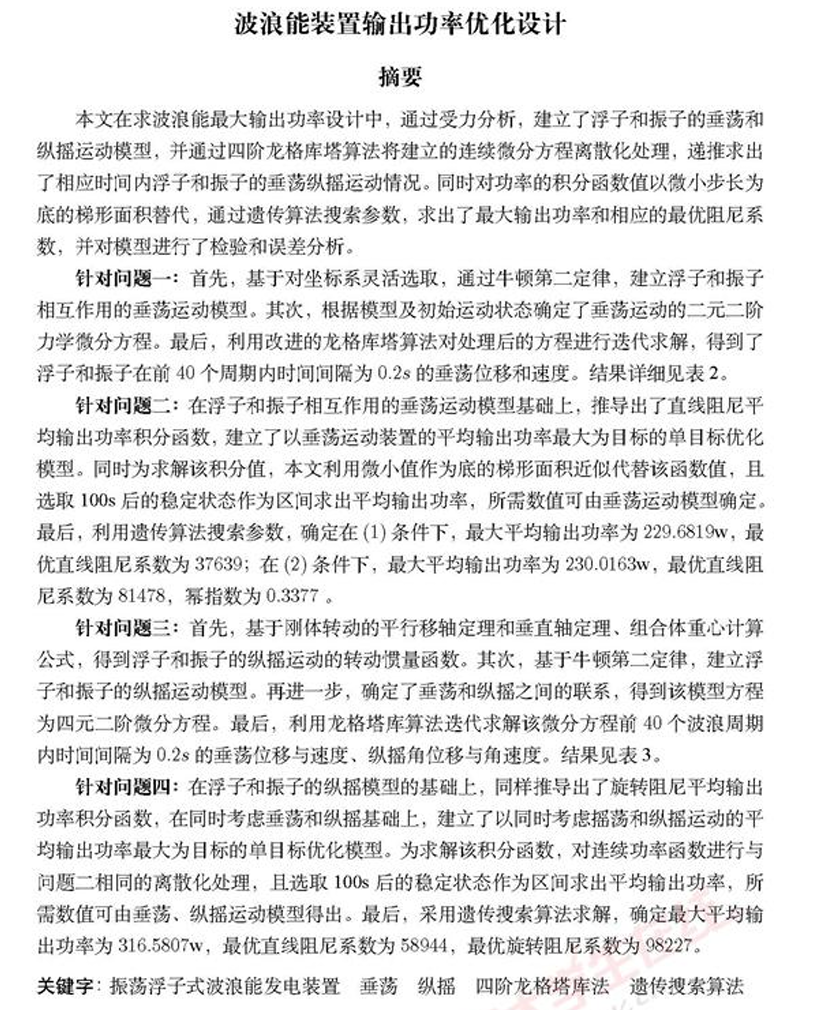 波浪能装置输出功率优化设计
摘要
本文在求波浪能最大输出功率设计中，通过受力分析，建立了浮子和振子的垂荡和
纵摇运动模型，并通过四阶龙格库塔算法将建立的连续微分方程离散化处理，递推求出
了相应时间内浮子和振子的垂荡纵摇运动情况。同时对功率的积分函数值以微小步长为
底的梯形面积替代，通过遗传算法搜索参数，求出了最大输出功率和相应的最优阻尼系
数，并对模型进行了检验和误差分析。
针对问题一：首先，基于对坐标系灵活选取，通过牛顿第二定律，建立浮子和振子
相互作用的垂荡运动模型。其次，根据模型及初始运动状态确定了垂荡运动的二元二阶
力学微分方程。最后，利用改进的龙格库塔算法对处理后的方程进行迭代求解，得到了
浮子和振子在前 40 个周期内时间间隔为 0.2s 的垂荡位移和速度。结果详细见表 2。
针对问题二：在浮子和振子相互作用的垂荡运动模型基础上，推导出了直线阻尼平
均输出功率积分函数，建立了以垂荡运动装置的平均输出功率最大为目标的单目标优化
模型。同时为求解该积分值，本文利用微小值作为底的梯形面积近似代替该函数值，且
选取 100s 后的稳定状态作为区间求出平均输出功率，所需数值可由垂荡运动模型确定。
最后，利用遗传算法搜索参数，确定在 (1) 条件下，最大平均输出功率为 229.6819w，最
优直线阻尼系数为 37639；在 (2) 条件下，最大平均输出功率为 230.0163w，最优直线阻
尼系数为 81478，幂指数为 0.3377 。
针对问题三：首先，基于刚体转动的平行移轴定理和垂直轴定理、组合体重心计算
公式，得到浮子和振子的纵摇运动的转动惯量函数。其次，基于牛顿第二定律，建立浮
子和振子的纵摇运动模型。再进一步，确定了垂荡和纵摇之间的联系，得到该模型方程
为四元二阶微分方程。最后，利用龙格塔库算法迭代求解该微分方程前 40 个波浪周期
内时间间隔为 0.2s 的垂荡位移与速度、纵摇角位移与角速度。结果见表 3。
针对问题四：在浮子和振子的纵摇模型的基础上，同样推导出了旋转阻尼平均输出
功率积分函数，在同时考虑垂荡和纵摇基础上，建立了以同时考虑摇荡和纵摇运动的平
均输出功率最大为目标的单目标优化模型。为求解该积分函数，对连续功率函数进行与
问题二相同的离散化处理，且选取 100s 后的稳定状态作为区间求出平均输出功率，所
需数值可由垂荡、纵摇运动模型得出。最后，采用遗传搜索算法求解，确定最大平均输
出功率为 316.5807w，最优直线阻尼系数为 58944，最优旋转阻尼系数为 98227。
关键字：振荡浮子式波浪能发电装置 垂荡 纵摇 四阶龙格塔库法 遗传搜索算法